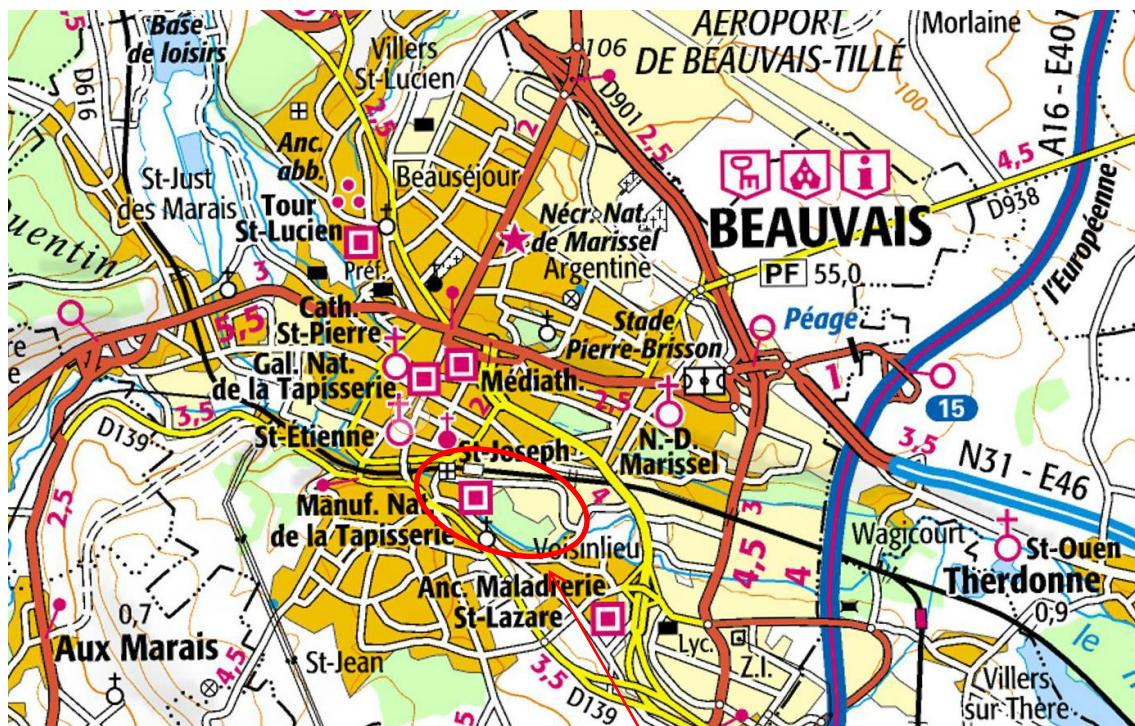 Base
de loisirs
D616
2,5
Villers
St-Lucien
2,5
106
D901
2
2,5
AÉROPORT
DE BEAUVAIS-TILLÉ
Morlaine
100
A16 - E401
4,5
D938
l'Européenne
Anc.
abb.
Beauséjour
St-Just
des Marais
Tour
St-Lucien
Préf.
Nécr. Nat.
de Marissel
Argentine
BEAUVAIS
PF 55,0
uentin
3
5,5
Cath.
St-Pierre
Gal. Nat.
de la Tapisserie
Médiath.
Stade
Pierre-Brisson
Péage
1
15
2
2,5
3,5
D139
St-Etienne
St-Joseph
N.-D.
Marissel
3,5
N31 - E46
2,5
Manuf. Nat.
de la Tapisserie
4
Voisinlieu
3
4,5
4
Wagicourt
St-Ouen
Therdonne
0,9
Anc. Maladrerie
St-Lazare
0,7
Aux Marais
4,5
St-Jean
3,5
D139
Lyc.
Z.I.
Villers
sur-Thère
le
5